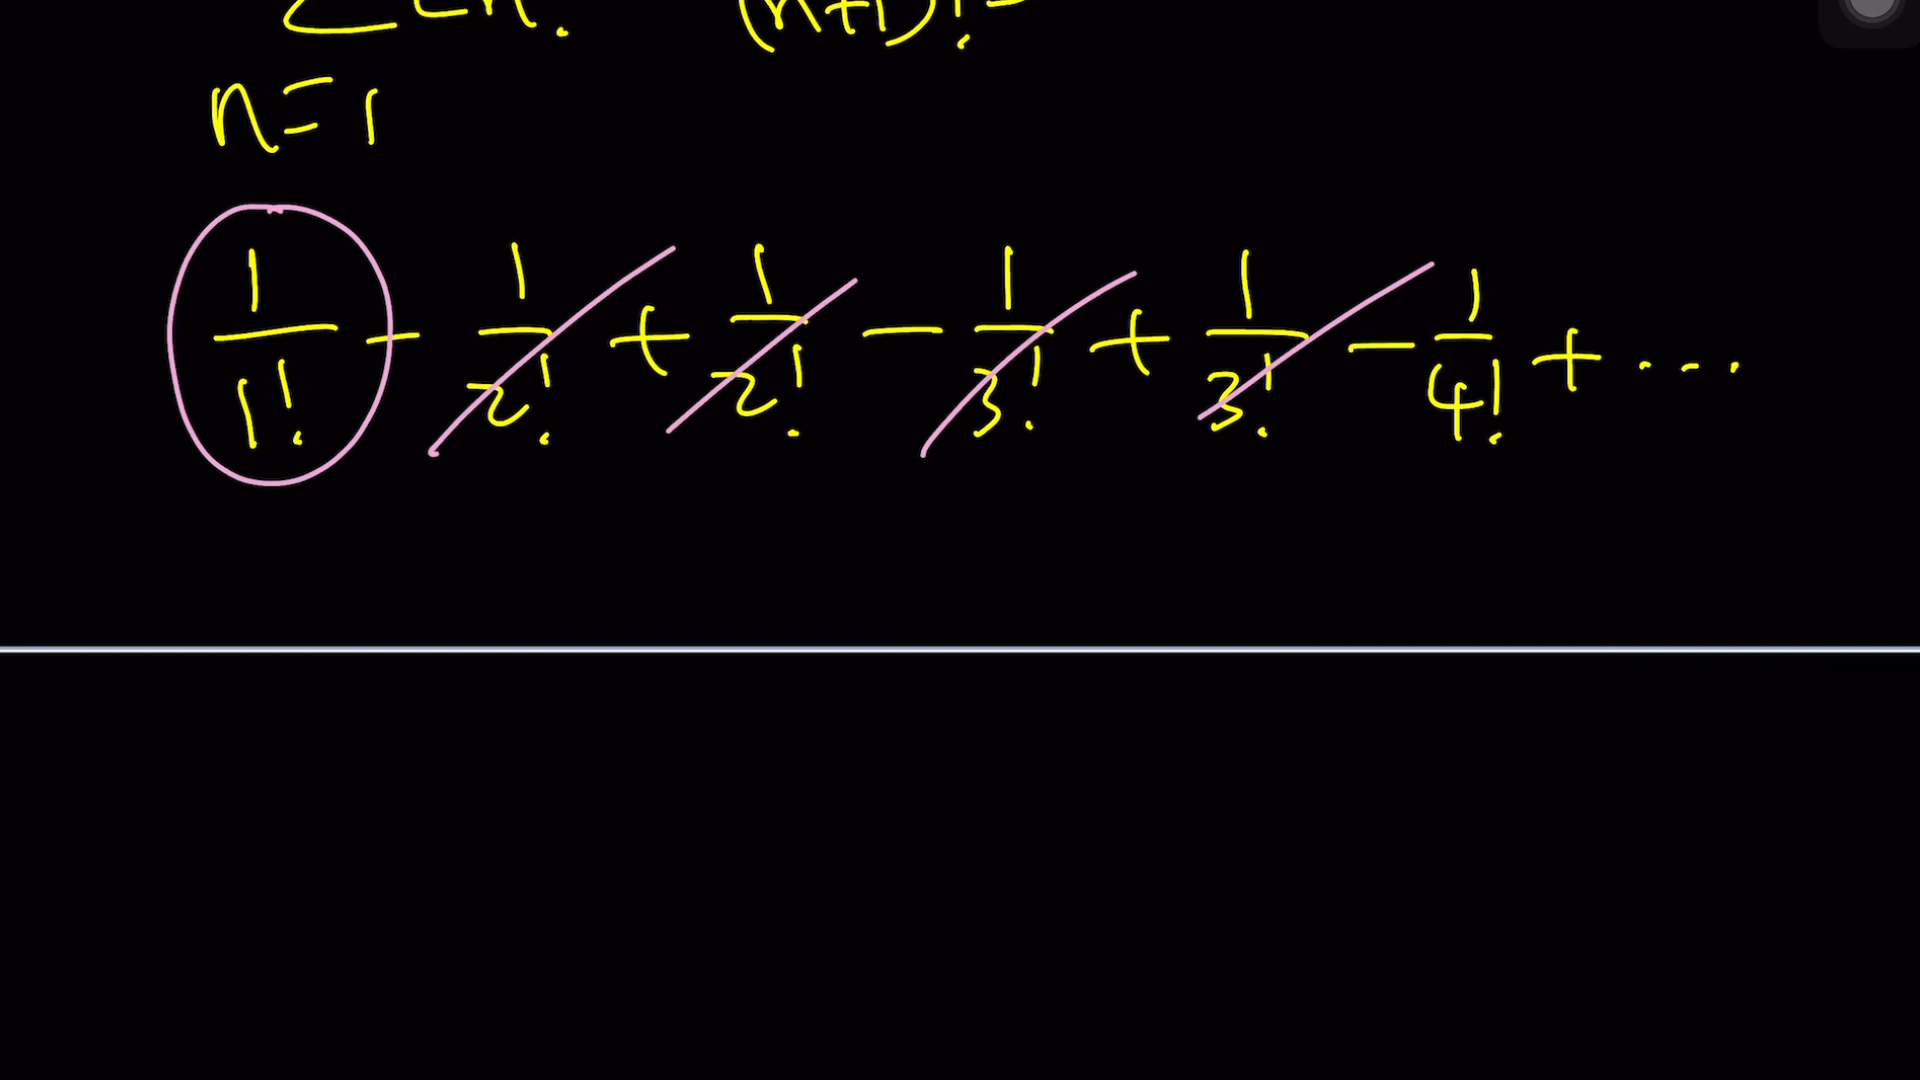 n! (n+1)!
n=1
1/1! - 1/2! + 1/2! - 1/3! + 1/3! - 1/4! + ...